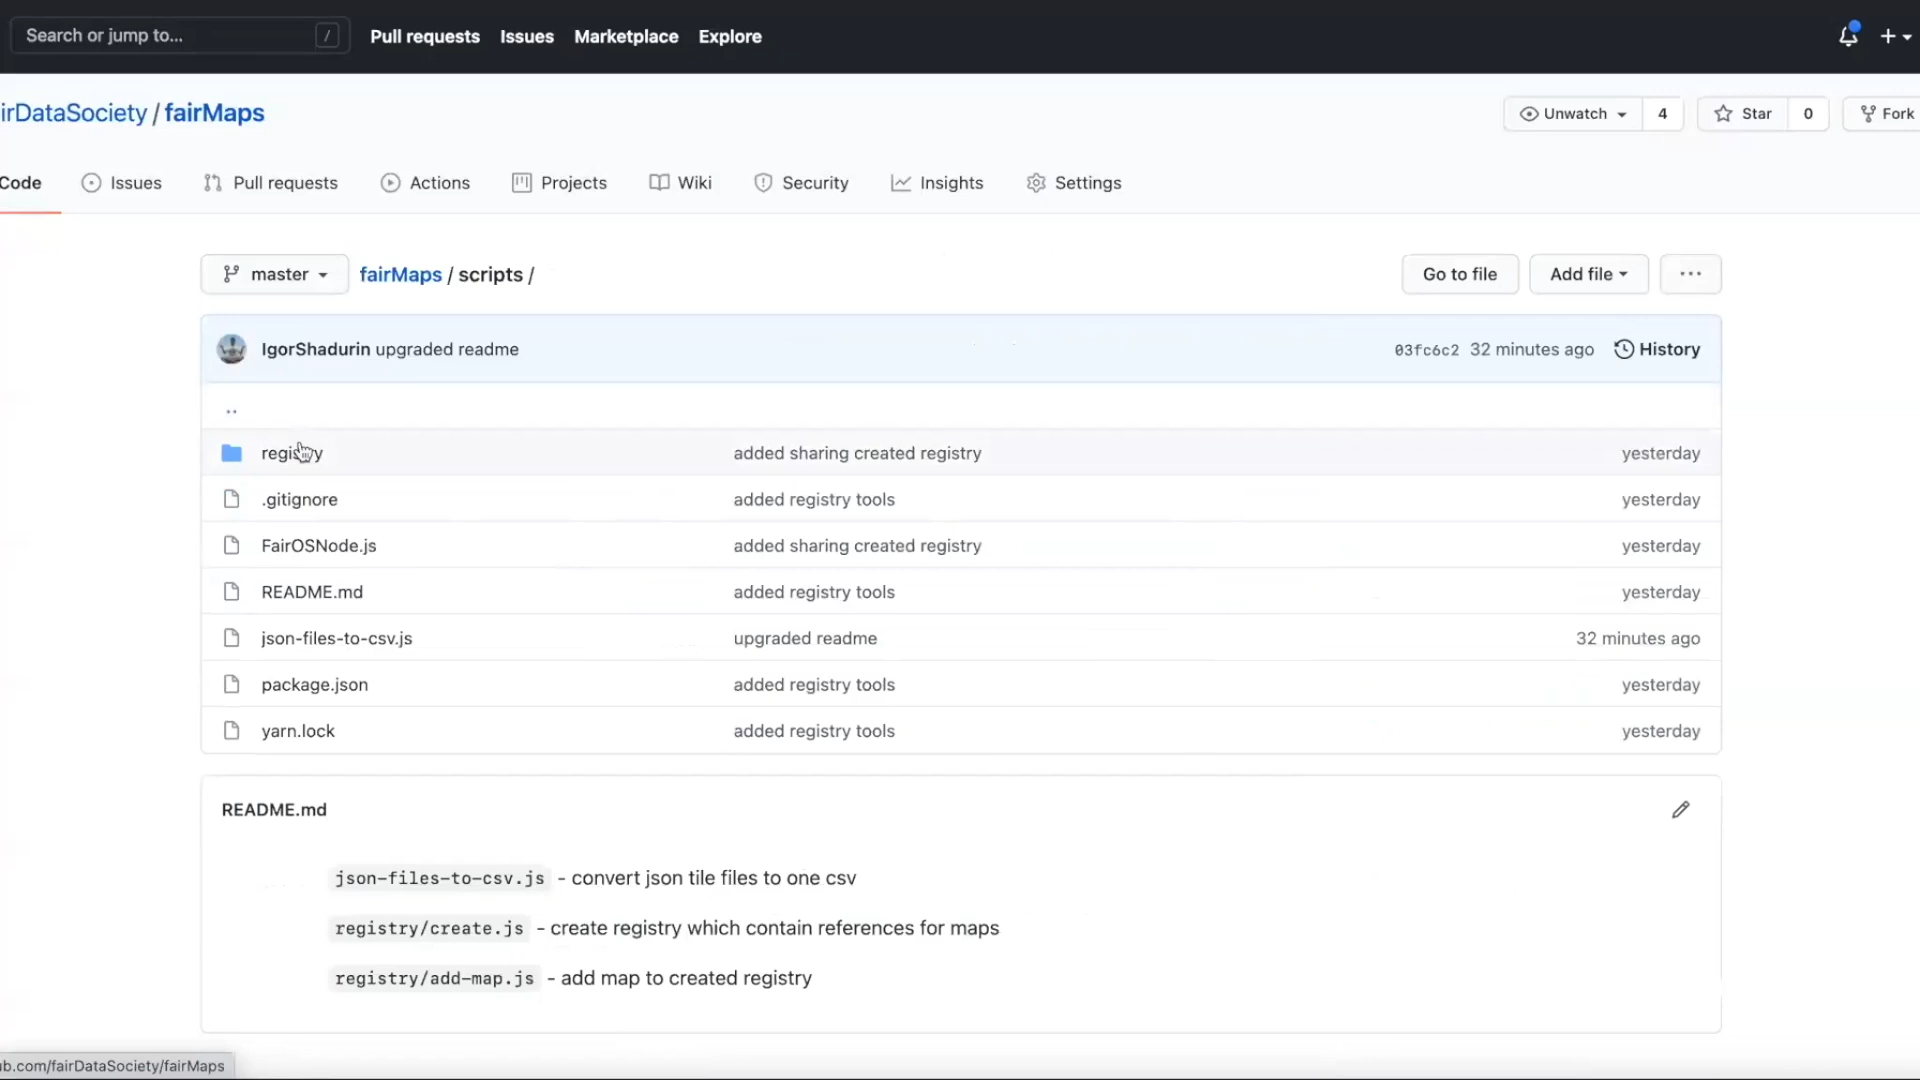 Search or jump to... /
Pull requests Issues Marketplace Explore
irDataSociety / fairMaps
Unwatch 4 Star 0 Fork
Code Issues Pull requests Actions Projects Wiki Security Insights Settings
master fairMaps / scripts / Go to file Add file ...
IgorShadurin upgraded readme 03fc6c2 32 minutes ago History
..
registry added sharing created registry yesterday
.gitignore added registry tools yesterday
FairOSNode.js added sharing created registry yesterday
README.md added registry tools yesterday
json-files-to-csv.js upgraded readme 32 minutes ago
package.json added registry tools yesterday
yarn.lock added registry tools yesterday
README.md
json-files-to-csv.js - convert json tile files to one csv
registry/create.js - create registry which contain references for maps
registry/add-map.js - add map to created registry
ub.com/fairDataSociety/fairMaps